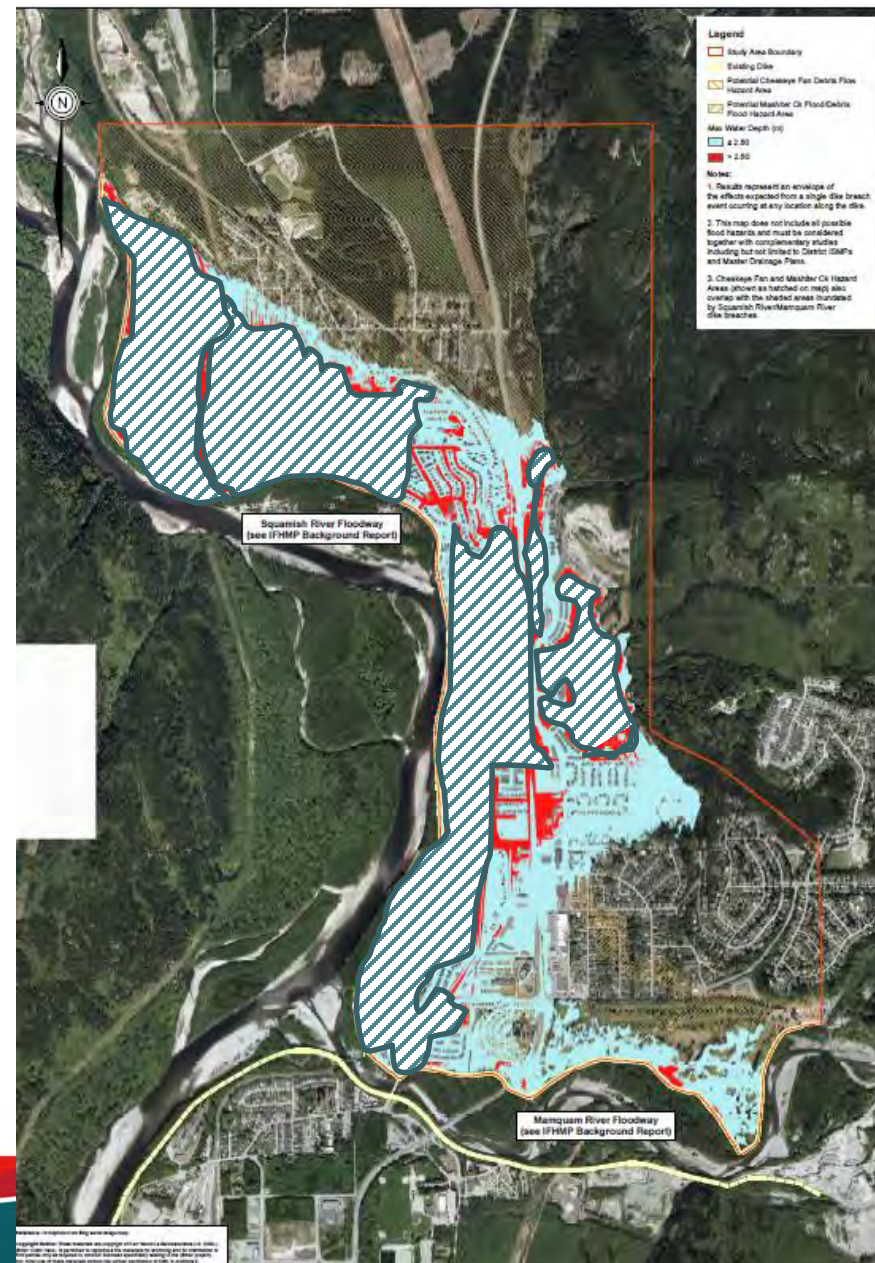 N
Legend
Study Area Boundary
Existing Dike
Potential Cheekeye Fan Debris Flow
Hazard Area
Potential Mashiter Ck Flood/Debris
Flood Hazard Area
Max Water Depth (m)
≤ 2.80
> 2.80
Notes:
1. Results represent an envelope of
the effects expected from a single dike breach
event occuring at any location along the dike.
2. This map does not include all possible
flood hazards and must be considered
together with complementary studies
including but not limited to District ISMPs
and Master Drainage Plans.
3. Cheekeye Fan and Mashiter Ck Hazard
Areas (shown as hatched on map) also
overlap with the shaded areas inundated
by Squamish River/Mamquam River
dike breaches.
Squamish River Floodway
(see IFHMP Background Report)
Mamquam River Floodway
(see IFHMP Background Report)